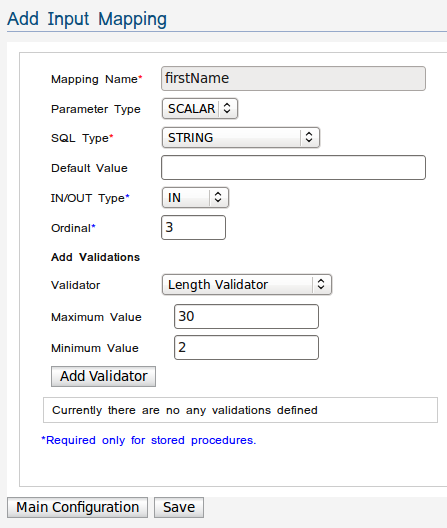 Add Input Mapping
Mapping Name* firstName
Parameter Type SCALAR
SQL Type* STRING
Default Value
IN/OUT Type* IN
Ordinal* 3
Add Validations
Validator Length Validator
Maximum Value 30
Minimum Value 2
Add Validator
Currently there are no any validations defined
*Required only for stored procedures.
Main Configuration Save